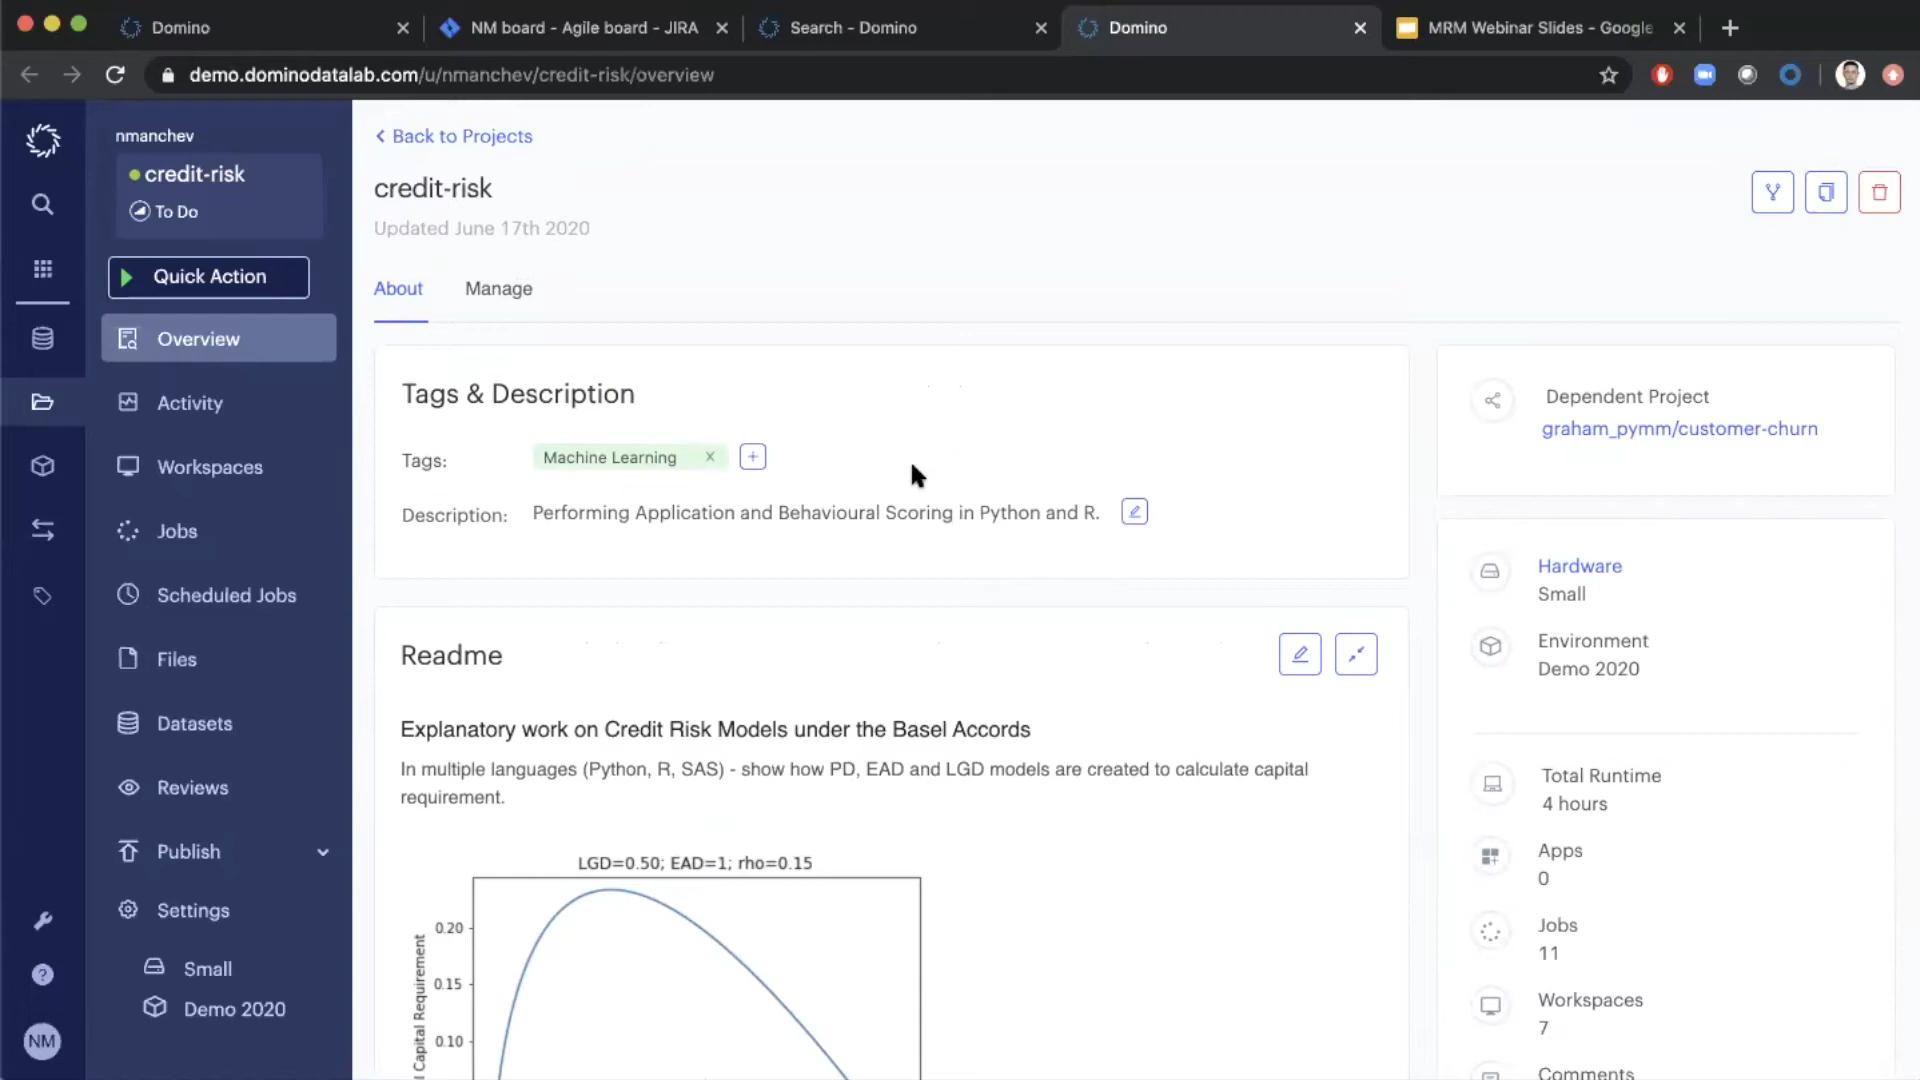 Domino
NM board - Agile board - JIRA
Search - Domino
Domino
MRM Webinar Slides - Google
demo.dominodatalab.com/u/nmanchev/credit-risk/overview
nmanchev
credit-risk
To Do
Quick Action
Overview
Activity
Workspaces
Jobs
Scheduled Jobs
Files
Datasets
Reviews
Publish
Settings
Small
Demo 2020
NM
Back to Projects
credit-risk
Updated June 17th 2020
About
Manage
Tags & Description
Tags:
Machine Learning
Description:
Performing Application and Behavioural Scoring in Python and R.
Readme
Explanatory work on Credit Risk Models under the Basel Accords
In multiple languages (Python, R, SAS) - show how PD, EAD and LGD models are created to calculate capital
requirement.
LGD=0.50; EAD=1; rho=0.15
0.20
0.15
0.10
Capital Requirement
Dependent Project
graham_pymm/customer-churn
Hardware
Small
Environment
Demo 2020
Total Runtime
4 hours
Apps
0
Jobs
11
Workspaces
7
Comments